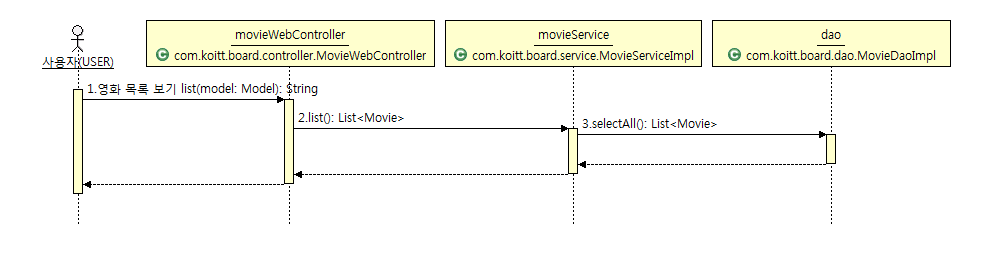 movieWebController
com.koitt.board.controller.MovieWebController
movieService
com.koitt.board.service.MovieServiceImpl
dao
com.koitt.board.dao.MovieDaoImpl
사용자(USER)
1.영화 목록 보기 list(model: Model): String
2.list(): List<Movie>
3.selectAll(): List<Movie>